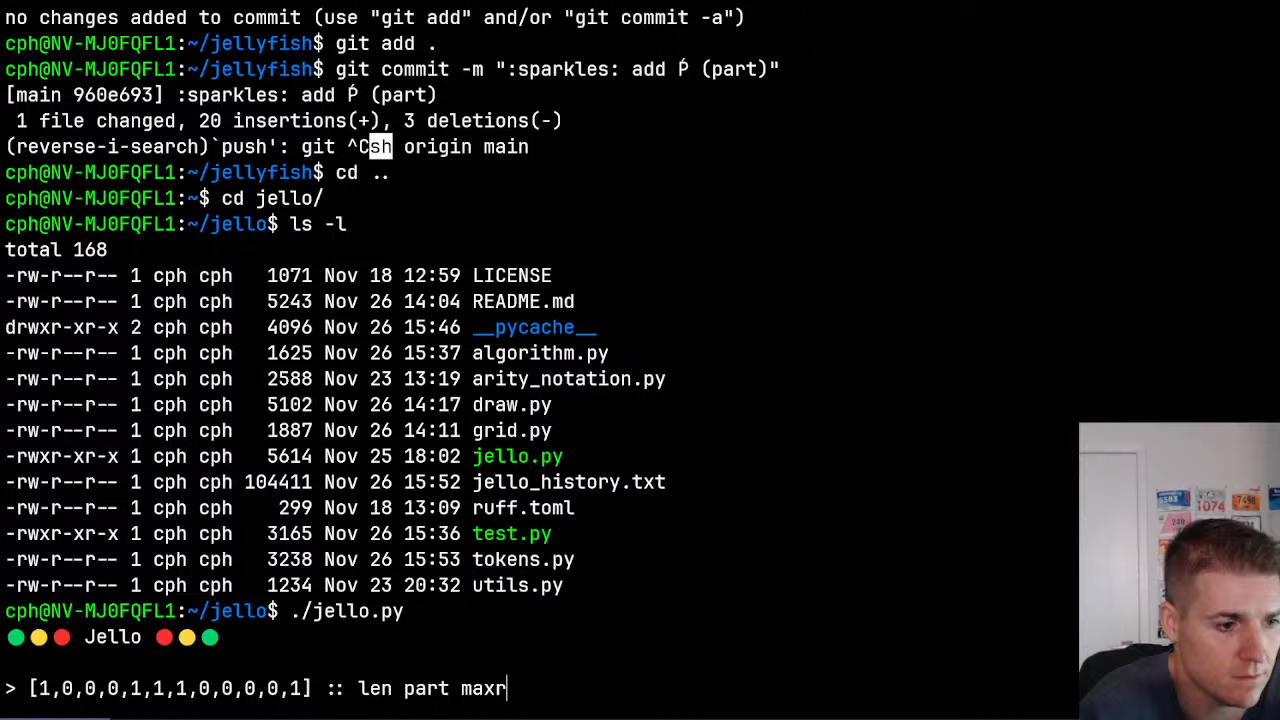 no changes added to commit (use "git add" and/or "git commit -a")
cph@NV-MJ0FQFL1:~/jellyfish$ git add .
cph@NV-MJ0FQFL1:~/jellyfish$ git commit -m ":sparkles: add Ṕ (part)"
[main 960e693] :sparkles: add Ṕ (part)
 1 file changed, 20 insertions(+), 3 deletions(-)
(reverse-i-search)`push': git ^Csh origin main
cph@NV-MJ0FQFL1:~/jellyfish$ cd ..
cph@NV-MJ0FQFL1:~$ cd jello/
cph@NV-MJ0FQFL1:~/jello$ ls -l
total 168
-rw-r--r-- 1 cph cph   1071 Nov 18 12:59 LICENSE
-rw-r--r-- 1 cph cph   5243 Nov 26 14:04 README.md
drwxr-xr-x 2 cph cph   4096 Nov 26 15:46 __pycache__
-rw-r--r-- 1 cph cph   1625 Nov 26 15:37 algorithm.py
-rw-r--r-- 1 cph cph   2588 Nov 23 13:19 arity_notation.py
-rw-r--r-- 1 cph cph   5102 Nov 26 14:17 draw.py
-rw-r--r-- 1 cph cph   1887 Nov 26 14:11 grid.py
-rwxr-xr-x 1 cph cph   5614 Nov 25 18:02 jello.py
-rw-r--r-- 1 cph cph 104411 Nov 26 15:52 jello_history.txt
-rw-r--r-- 1 cph cph    299 Nov 18 13:09 ruff.toml
-rwxr-xr-x 1 cph cph   3165 Nov 26 15:36 test.py
-rw-r--r-- 1 cph cph   3238 Nov 26 15:53 tokens.py
-rw-r--r-- 1 cph cph   1234 Nov 23 20:32 utils.py
cph@NV-MJ0FQFL1:~/jello$ ./jello.py
🟢🟡🔴 Jello 🔴🟡🟢
> [1,0,0,0,1,1,1,0,0,0,0,1] :: len part maxr